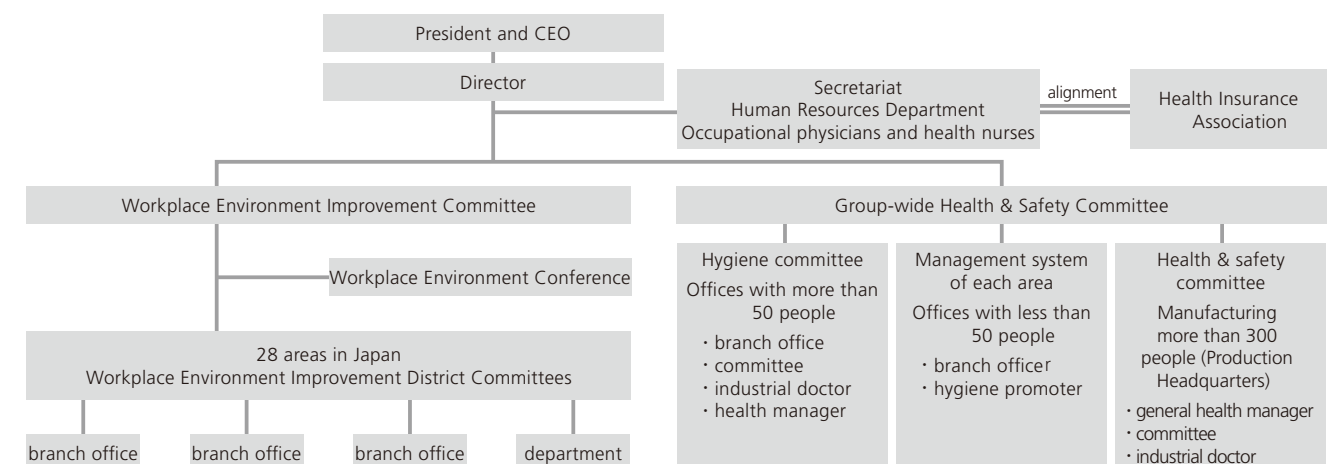 President and CEO
Director
Secretariat
Human Resources Department
Occupational physicians and health nurses
alignment
Health Insurance
Association
Workplace Environment Improvement Committee
Group-wide Health & Safety Committee
Workplace Environment Conference
28 areas in Japan
Workplace Environment Improvement District Committees
branch office
branch office
branch office
department
Hygiene committee
Offices with more than
50 people
・branch office
・committee
・industrial doctor
・health manager
Management system
of each area
Offices with less than
50 people
・branch officer
・hygiene promoter
Health & safety
committee
Manufacturing
more than 300
people (Production
Headquarters)
・general health manager
・committee
・industrial doctor